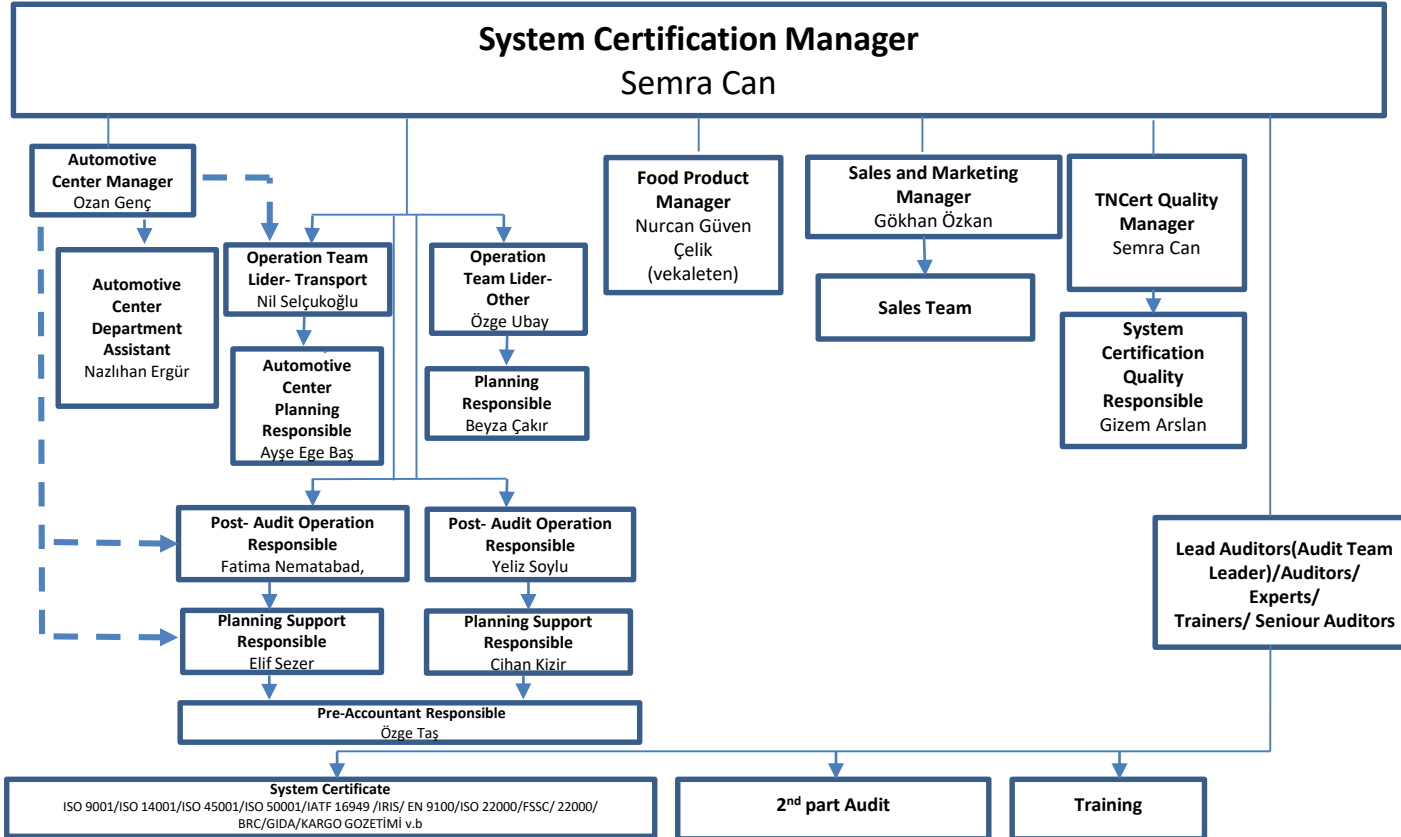 System Certification Manager
Semra Can
Automotive
Center Manager
Ozan Genç
Automotive
Center
Department
Assistant
Nazlıhan Ergür
Operation Team
Lider- Transport
Nil Selçukoğlu
Automotive
Center
Planning
Responsible
Ayşe Ege Baş
Operation
Team Lider-
Other
Özge Ubay
Planning
Responsible
Beyza Çakır
Food Product
Manager
Nurcan Güven
Çelik
(vekaleten)
Sales and Marketing
Manager
Gökhan Özkan
Sales Team
TNCert Quality
Manager
Semra Can
System
Certification
Quality
Responsible
Gizem Arslan
Post- Audit Operation
Responsible
Fatima Nematabad,
Post- Audit Operation
Responsible
Yeliz Soylu
Planning Support
Responsible
Elif Sezer
Planning Support
Responsible
Cihan Kizir
Pre-Accountant Responsible
Özge Taş
Lead Auditors(Audit Team
Leader)/Auditors/
Experts/
Trainers/ Seniour Auditors
System Certificate
ISO 9001/ISO 14001/ISO 45001/ISO 50001/IATF 16949 /IRIS/ EN 9100/ISO 22000/FSSC/ 22000/
BRC/GIDA/KARGO GOZETİMİ v.b
2nd part Audit
Training